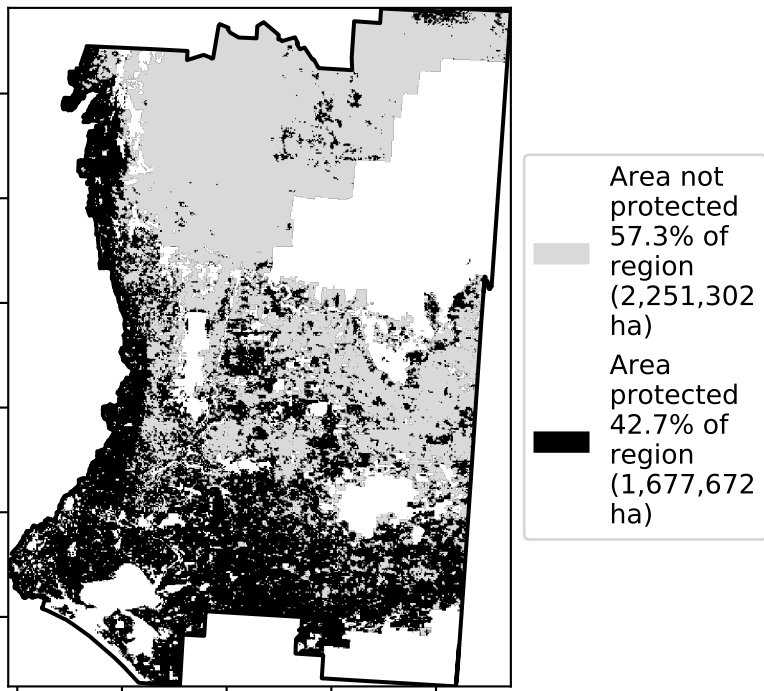 Area not
protected
57.3% of
region
(2,251,302
ha)
Area
protected
42.7% of
region
(1,677,672
ha)